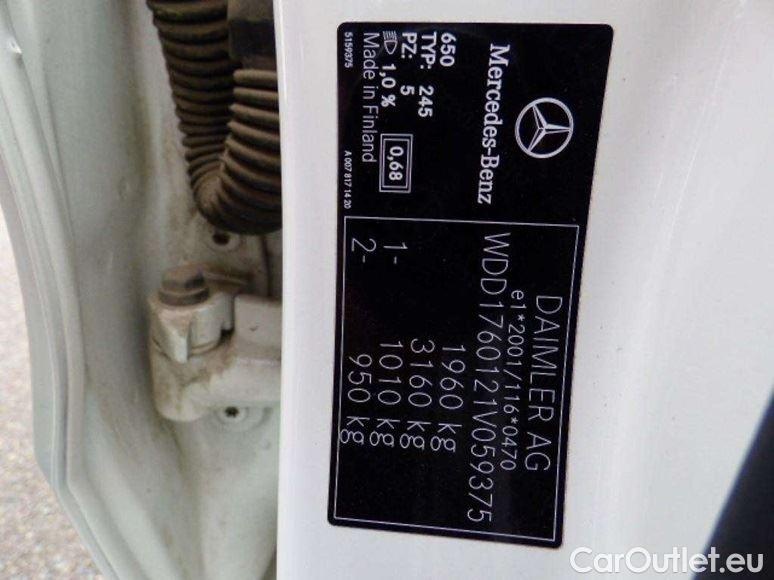 Mercedes-Benz
650
TYP: 245
PZ: 5
1,0 %
0,68
Made in Finland
5159375
A 007 817 14 20
DAIMLER AG
e1*2001/116*0470
WDD1760121V059375
1960 kg
3160 kg
1- 1010 kg
2- 950 kg
CarOutlet.eu